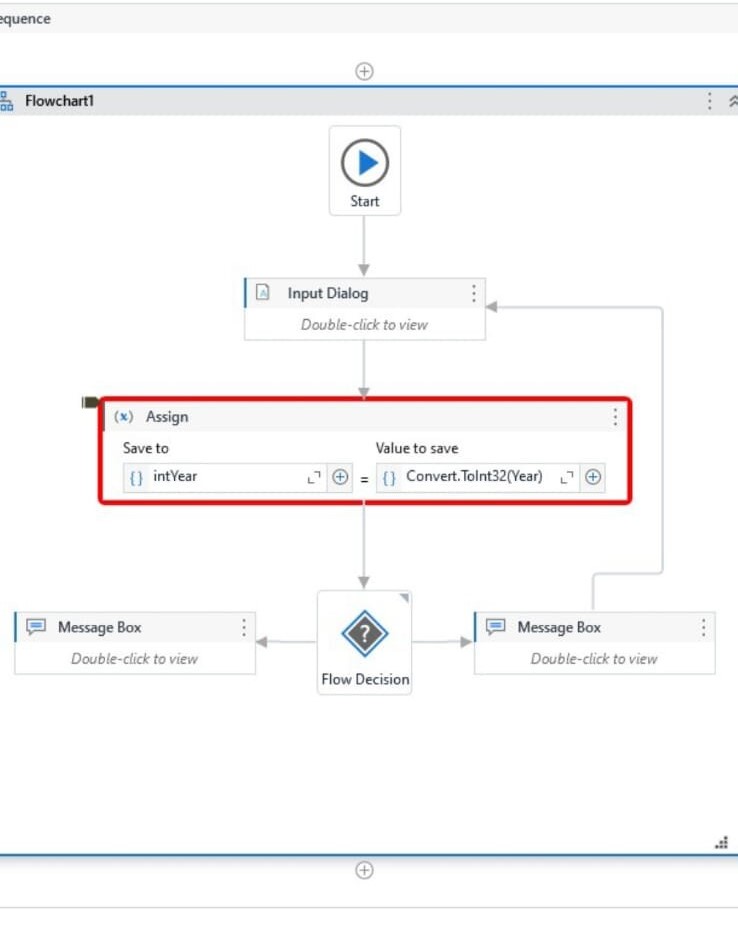 equence
Flowchart1
Start
Input Dialog
Double-click to view
(x) Assign
Save to Value to save
{} intYear = {} Convert.ToInt32(Year)
Message Box
Double-click to view
?
Flow Decision
Message Box
Double-click to view